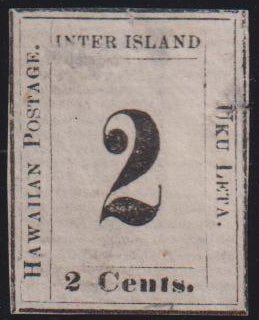 INTER ISLAND
HAWAIIAN POSTAGE.
2
UKU LETA.
2 Cents.